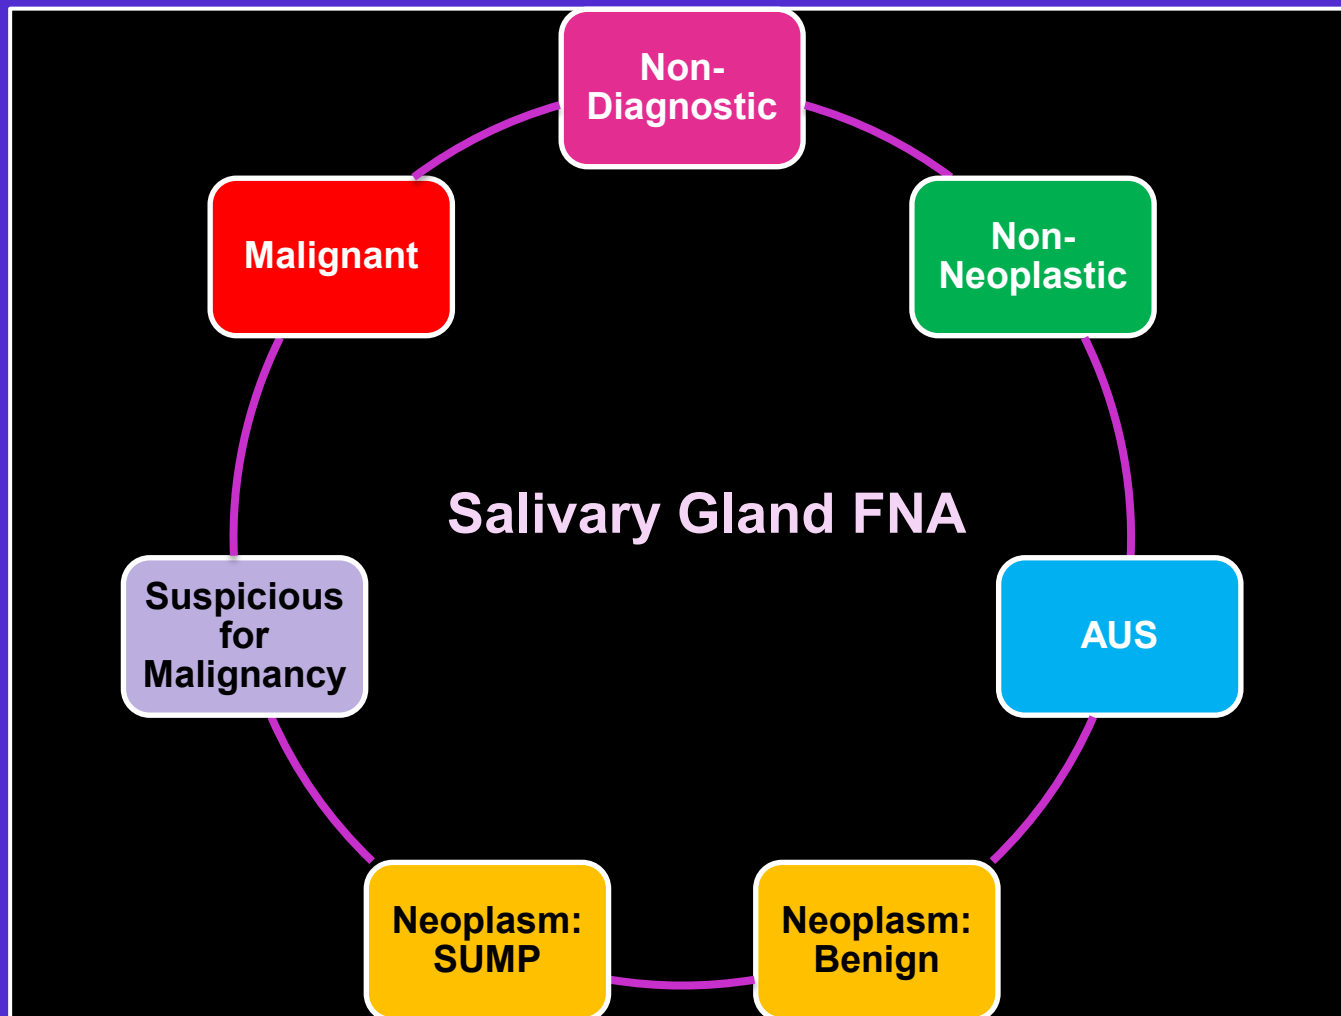 Non-
Diagnostic
Non-
Neoplastic
AUS
Neoplasm:
Benign
Neoplasm:
SUMP
Suspicious
for
Malignancy
Malignant
Salivary Gland FNA